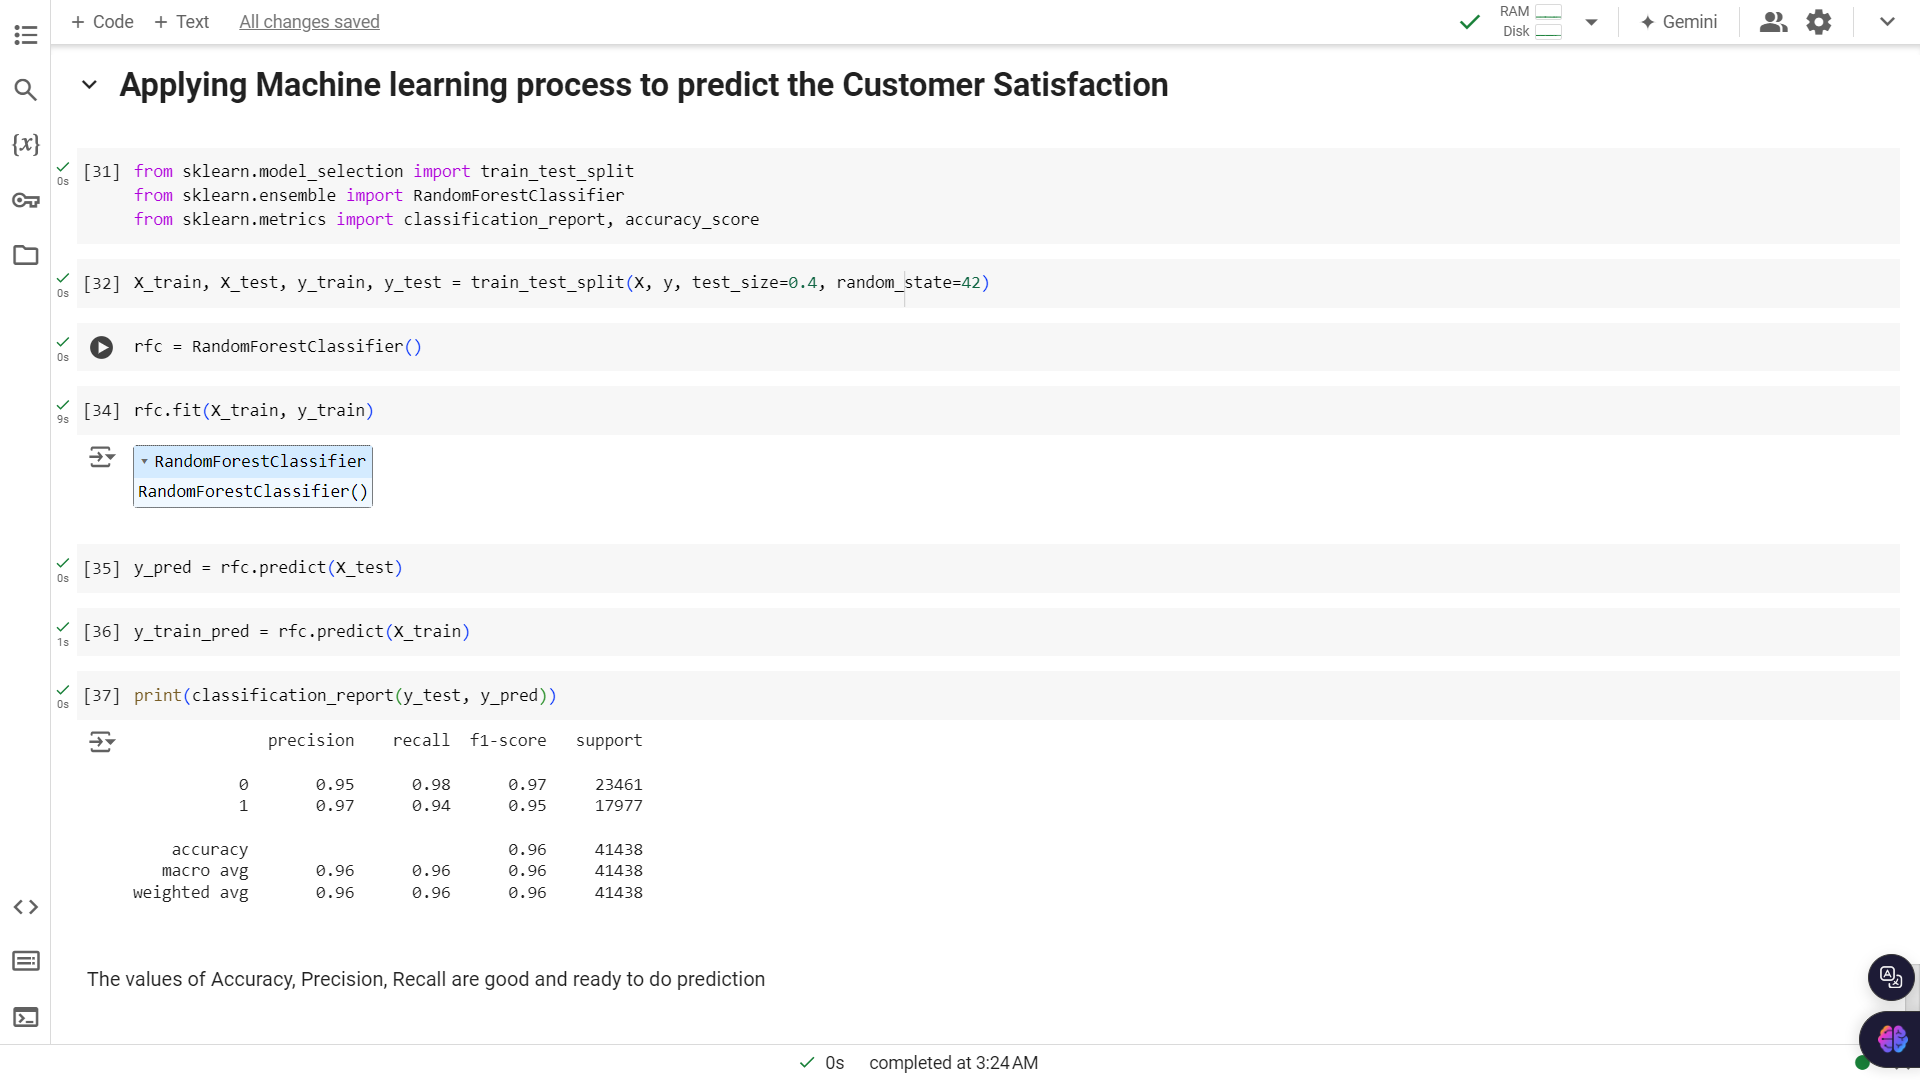 + Code + Text All changes saved
RAM
Disk
Gemini
Applying Machine learning process to predict the Customer Satisfaction
{x}
0s
[31] from sklearn.model_selection import train_test_split
from sklearn.ensemble import RandomForestClassifier
from sklearn.metrics import classification_report, accuracy_score
0s
[32] X_train, X_test, y_train, y_test = train_test_split(X, y, test_size=0.4, random_state=42)
0s
rfc = RandomForestClassifier()
9s
[34] rfc.fit(X_train, y_train)
RandomForestClassifier
RandomForestClassifier()
0s
[35] y_pred = rfc.predict(X_test)
1s
[36] y_train_pred = rfc.predict(X_train)
0s
[37] print(classification_report(y_test, y_pred))
precision recall f1-score support
0 0.95 0.98 0.97 23461
1 0.97 0.94 0.95 17977
accuracy 0.96 41438
macro avg 0.96 0.96 0.96 41438
weighted avg 0.96 0.96 0.96 41438
The values of Accuracy, Precision, Recall are good and ready to do prediction
0s completed at 3:24 AM